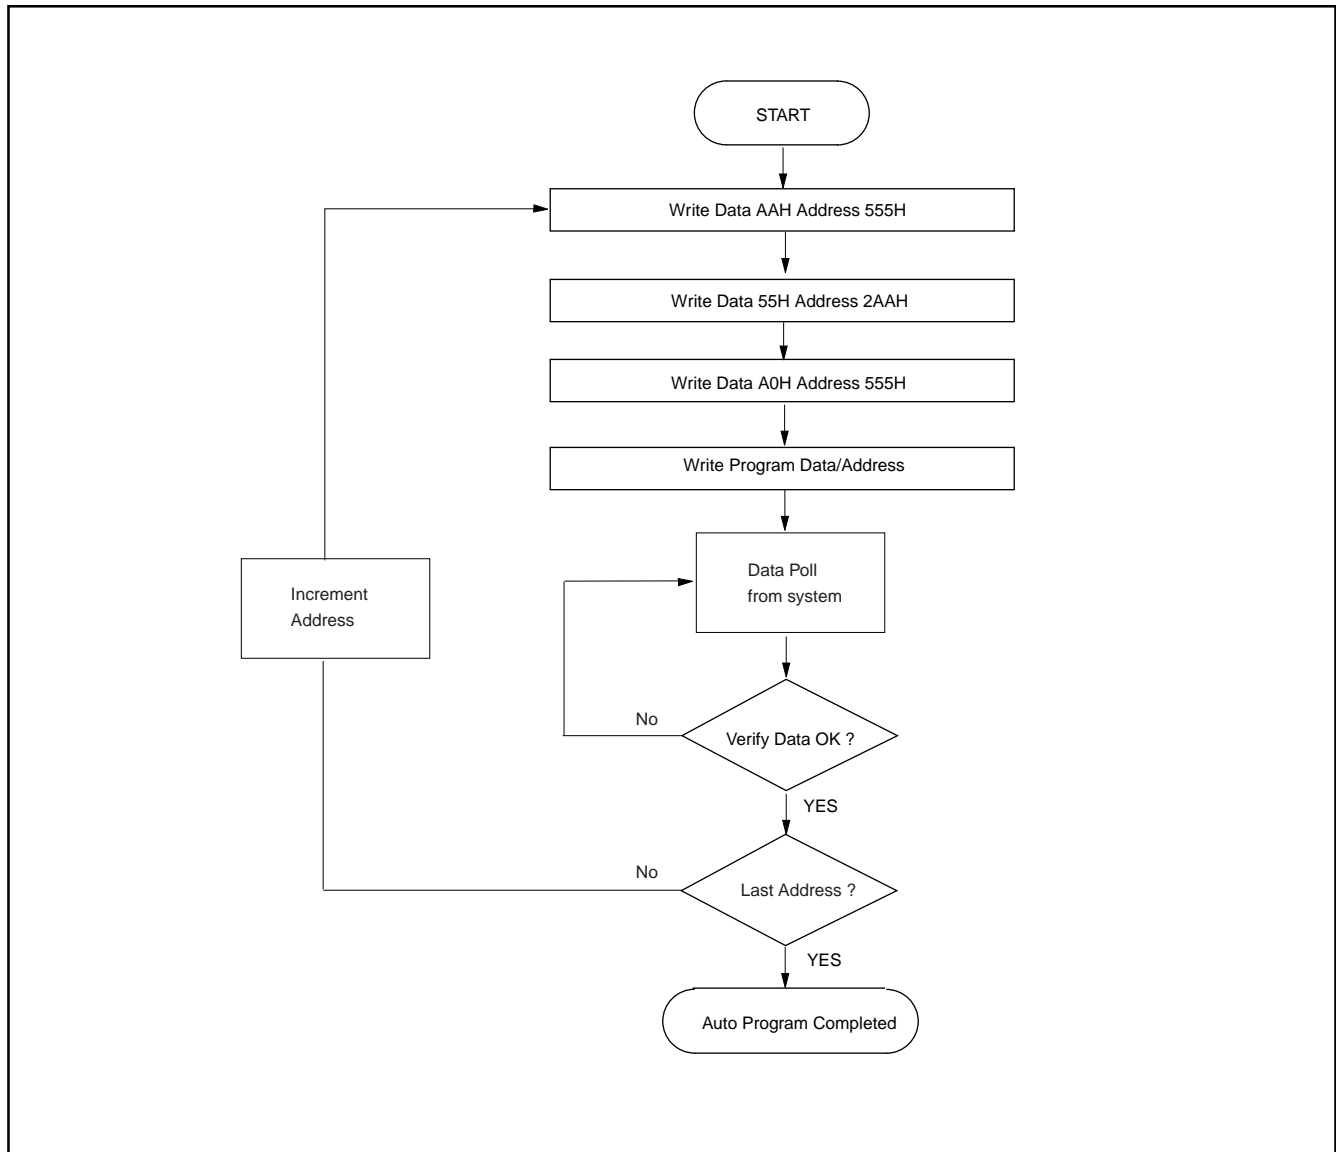 START
Write Data AAH Address 555H
Write Data 55H Address 2AAH
Write Data A0H Address 555H
Write Program Data/Address
Data Poll
from system
Increment
Address
No
Verify Data OK ?
YES
No
Last Address ?
YES
Auto Program Completed